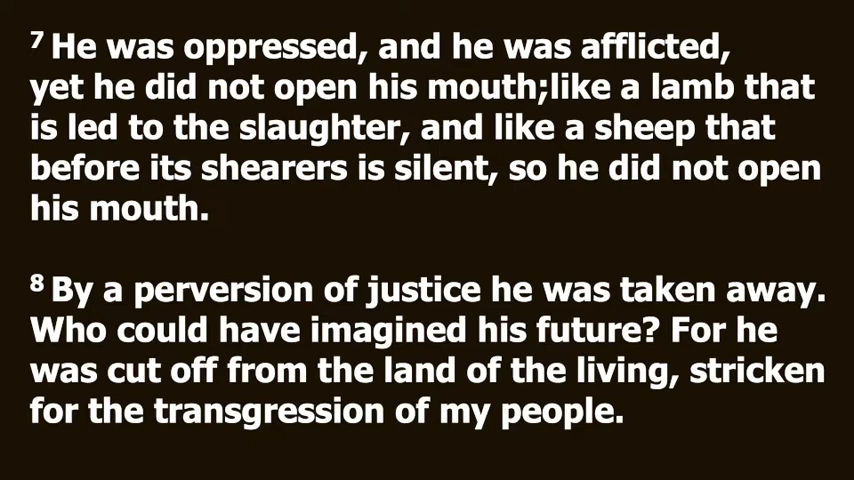 7 He was oppressed, and he was afflicted,
yet he did not open his mouth;like a lamb that
is led to the slaughter, and like a sheep that
before its shearers is silent, so he did not open
his mouth.
8 By a perversion of justice he was taken away.
Who could have imagined his future? For he
was cut off from the land of the living, stricken
for the transgression of my people.